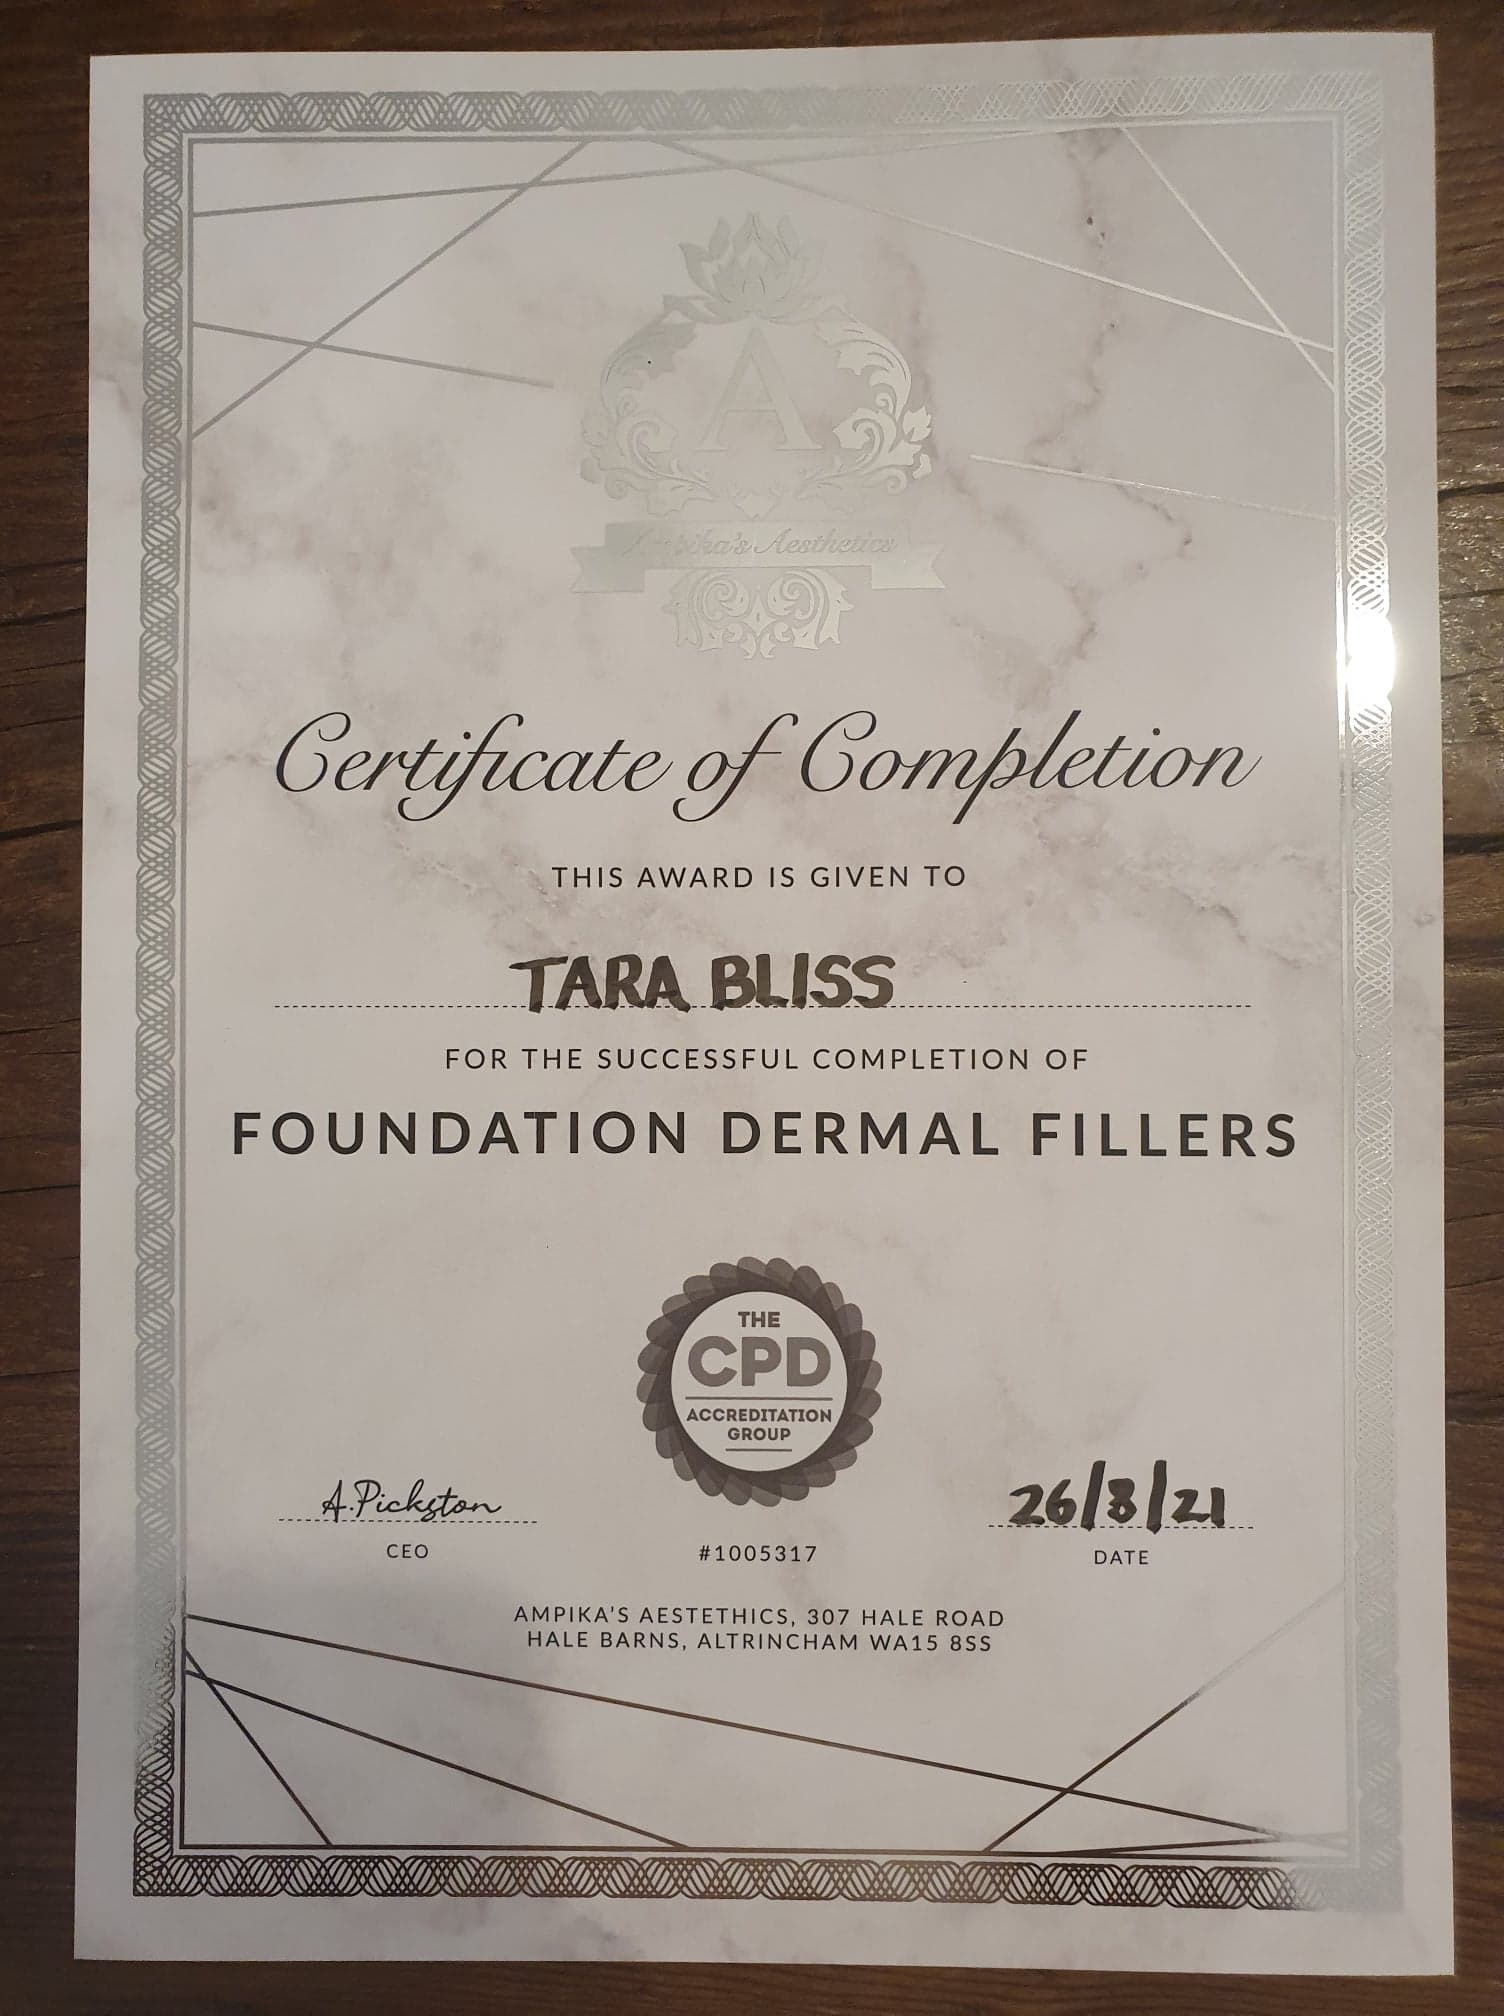 A
Ampika's Aesthetics
Certificate of Completion
THIS AWARD IS GIVEN TO
TARA BLISS
FOR THE SUCCESSFUL COMPLETION OF
FOUNDATION DERMAL FILLERS
THE
CPD
ACCREDITATION
GROUP
A.Pickston
26/8/21
CEO
#1005317
DATE
AMPIKA'S AESTETHICS, 307 HALE ROAD
HALE BARNS, ALTRINCHAM WA15 8SS